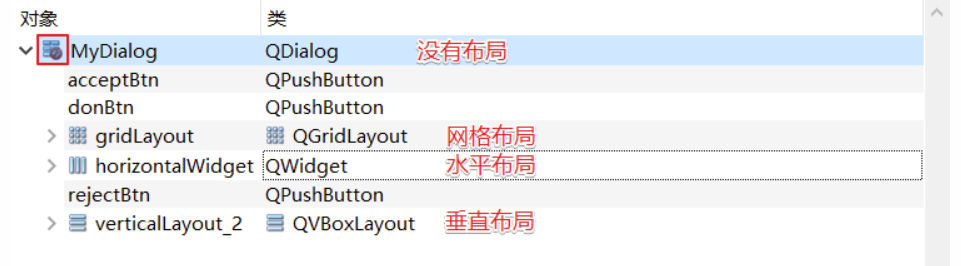 对象 类
MyDialog QDialog 没有布局
acceptBtn QPushButton
donBtn QPushButton
gridLayout QGridLayout 网格布局
horizontalWidget QWidget 水平布局
rejectBtn QPushButton
verticalLayout_2 QVBoxLayout 垂直布局